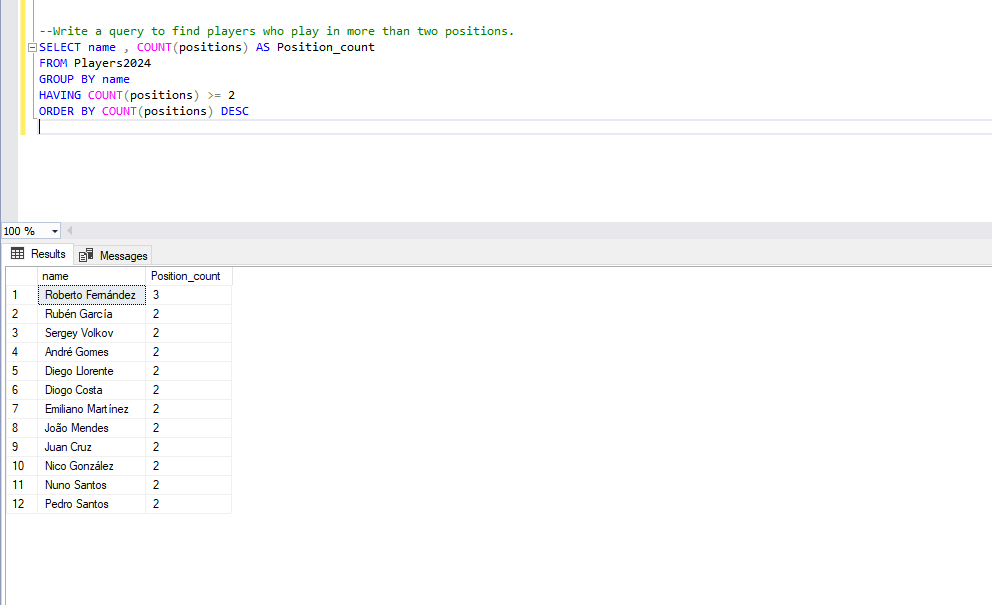 --Write a query to find players who play in more than two positions.
SELECT name , COUNT(positions) AS Position_count
FROM Players2024
GROUP BY name
HAVING COUNT(positions) >= 2
ORDER BY COUNT(positions) DESC
100 %
Results Messages
name Position_count
1 Roberto Fernández 3
2 Rubén García 2
3 Sergey Volkov 2
4 André Gomes 2
5 Diego Llorente 2
6 Diogo Costa 2
7 Emiliano Martínez 2
8 João Mendes 2
9 Juan Cruz 2
10 Nico González 2
11 Nuno Santos 2
12 Pedro Santos 2